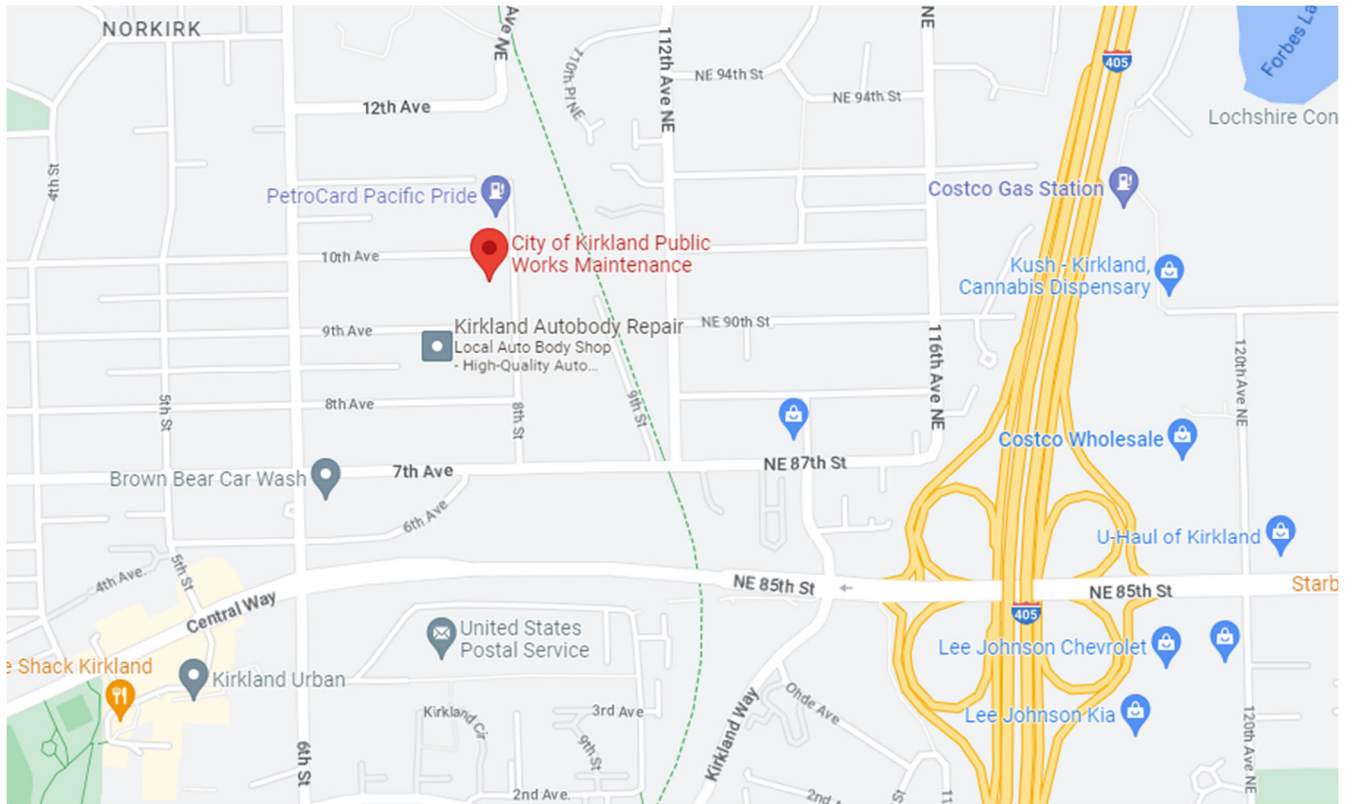 NORKIRK
Ave NE
112th Ave NE
NE
405
Forbes La
110th Pl NE
NE 94th St
NE 94th St
12th Ave
Lochshire Con
4th St
PetroCard Pacific Pride
Costco Gas Station
City of Kirkland Public
Works Maintenance
10th Ave
Kush - Kirkland,
Cannabis Dispensary
9th Ave
Kirkland Autobody Repair
Local Auto Body Shop
- High-Quality Auto...
NE 90th St
116th Ave NE
120th Ave NE
5th St
8th Ave
8th St
9th St
Costco Wholesale
Brown Bear Car Wash
7th Ave
NE 87th St
6th Ave
U-Haul of Kirkland
4th Ave.
5th St
Central Way
NE 85th St
NE 85th St
Starb
405
United States
Postal Service
Lee Johnson Chevrolet
e Shack Kirkland
Kirkland Urban
Ohde Ave
Kirkland Cir
3rd Ave
Lee Johnson Kia
6th St
9th St
Kirkland Way
120th Ave NE
2nd Ave.
2nd
St
11